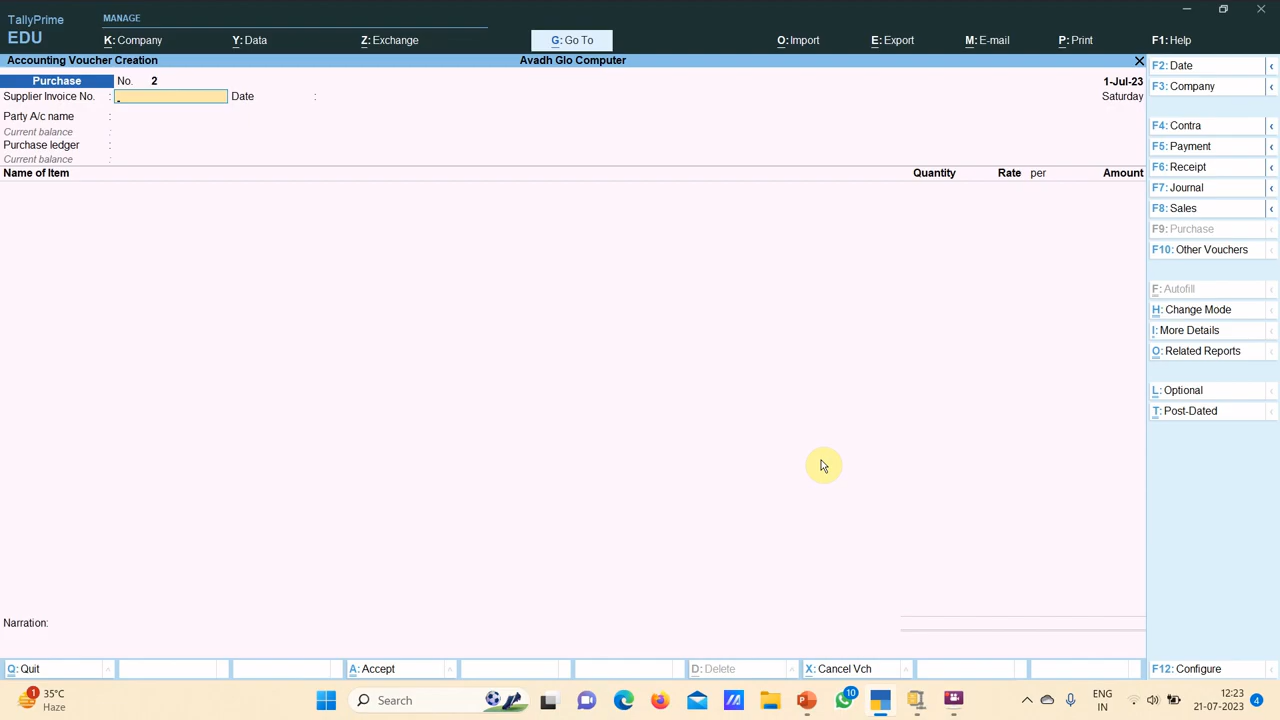 TallyPrime
EDU
MANAGE
K: Company
Y: Data
Z: Exchange
G: Go To
O: Import
E: Export
M: E-mail
P: Print
F1: Help
Accounting Voucher Creation
Avadh Glo Computer
Purchase No. 2
1-Jul-23
Supplier Invoice No. : Date :
Saturday
Party A/c name :
Current balance :
Purchase ledger :
Current balance :
Name of Item
Quantity
Rate per
Amount
Narration:
F2: Date
F3: Company
F4: Contra
F5: Payment
F6: Receipt
F7: Journal
F8: Sales
F9: Purchase
F10: Other Vouchers
F: Autofill
H: Change Mode
I: More Details
O: Related Reports
L: Optional
T: Post-Dated
Q: Quit
A: Accept
D: Delete
X: Cancel Vch
F12: Configure
1
35°C
Haze
Search
10
ENG
IN
12:23
21-07-2023
4